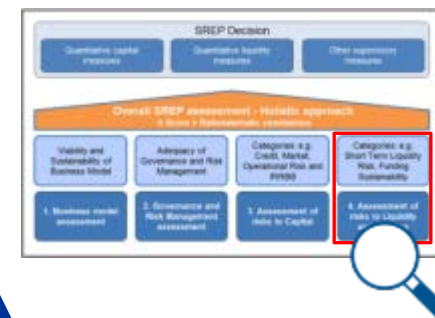 SREP Decision
Quantitative capital
measures
Quantitative liquidity
measures
Other supervisory
measures
Overall SREP assessment - Holistic approach
Viability and
Sustainability of
Business Model
Adequacy of
Governance and Risk
Management
Categories: e.g.
Credit, Market,
Operational Risk and
IRRBB
Categories: e.g.
Short Term Liquidity
Risk, Funding
Sustainability
1. Business model
assessment
2. Governance and
Risk Management
assessment
3. Assessment of
risks to Capital
4. Assessment of
risks to Liquidity